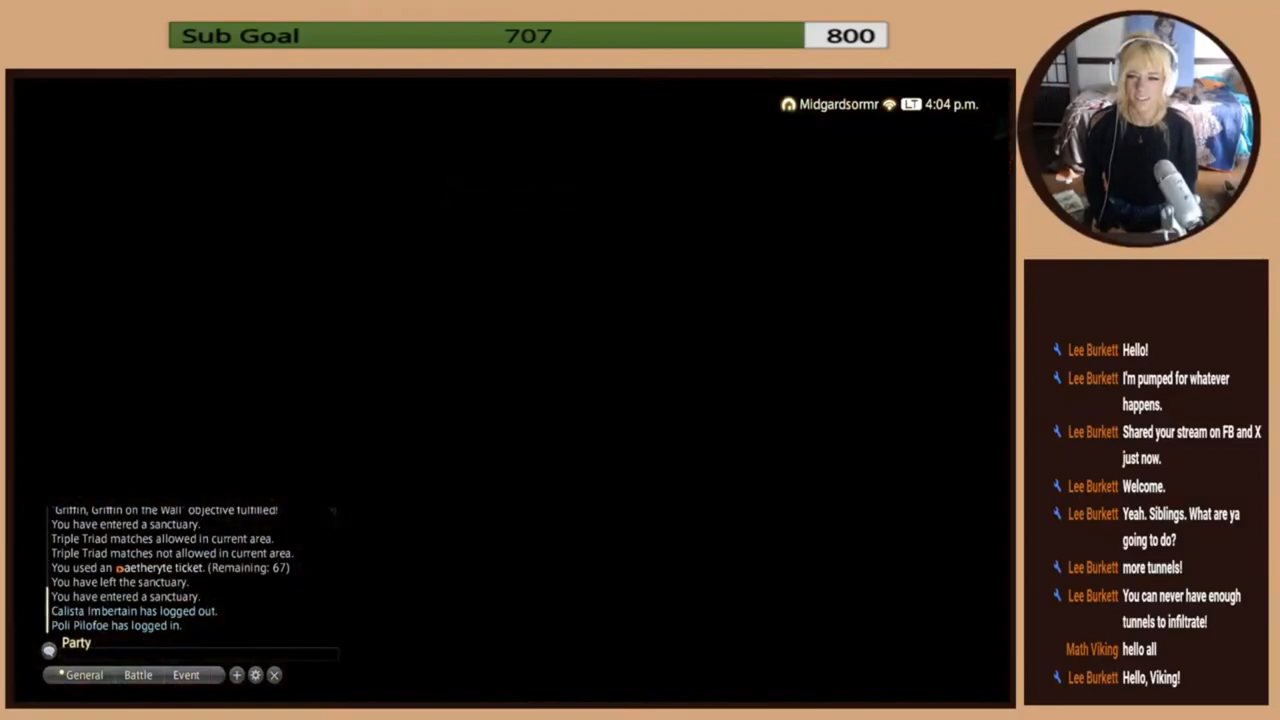 Sub Goal 707 800
Midgardsormr LT 4:04 p.m.
"Griffin, Griffin on the Wall" objective fulfilled!
You have entered a sanctuary.
Triple Triad matches allowed in current area.
Triple Triad matches not allowed in current area.
You used an aetheryte ticket. (Remaining: 67)
You have left the sanctuary.
You have entered a sanctuary.
Calista Imbertain has logged out.
Poli Pilofoe has logged in.
Party
General Battle Event
Lee Burkett Hello!
Lee Burkett I'm pumped for whatever
happens.
Lee Burkett Shared your stream on FB and X
just now.
Lee Burkett Welcome.
Lee Burkett Yeah. Siblings. What are ya
going to do?
Lee Burkett more tunnels!
Lee Burkett You can never have enough
tunnels to infiltrate!
Math Viking hello all
Lee Burkett Hello, Viking!